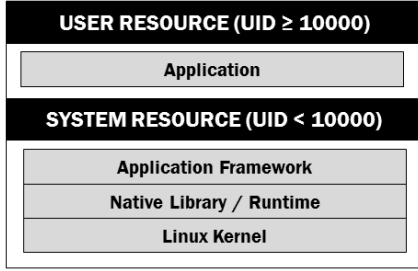 USER RESOURCE (UID ≥ 10000)
Application
SYSTEM RESOURCE (UID < 10000)
Application Framework
Native Library / Runtime
Linux Kernel